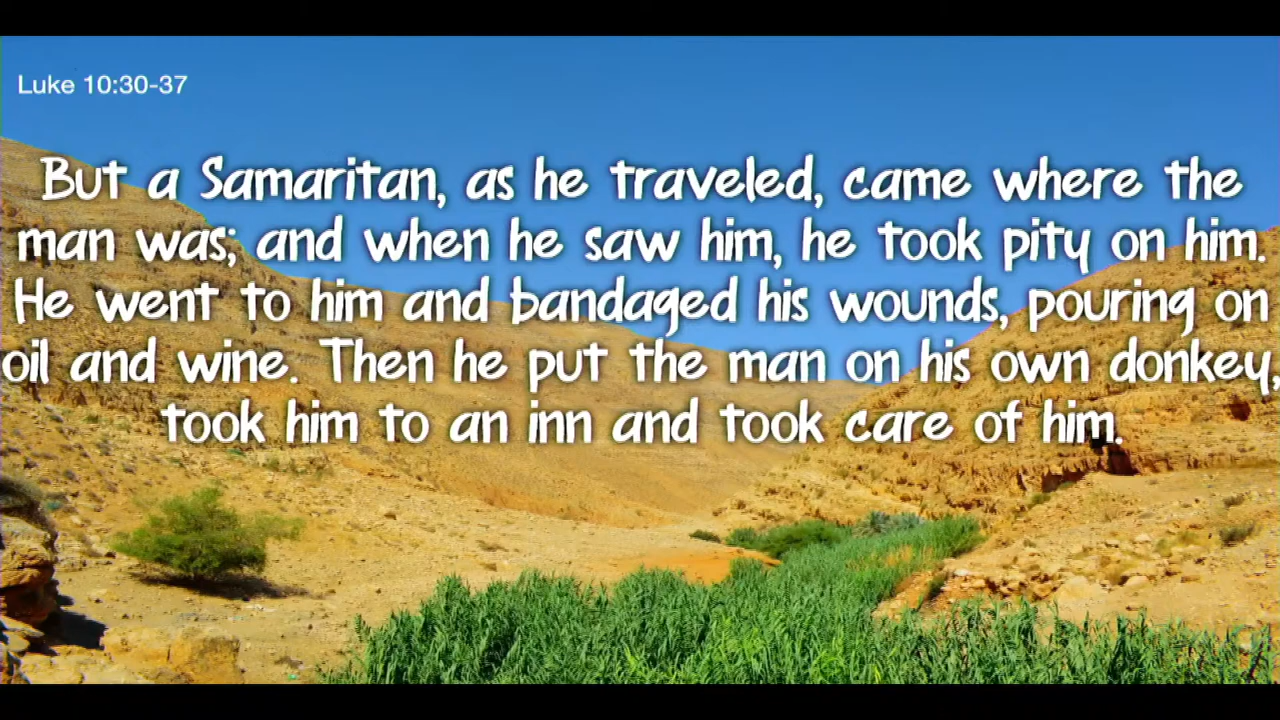 Luke 10:30-37
But a Samaritan, as he traveled, came where the
man was; and when he saw him, he took pity on him.
He went to him and bandaged his wounds, pouring on
oil and wine. Then he put the man on his own donkey,
took him to an inn and took care of him.